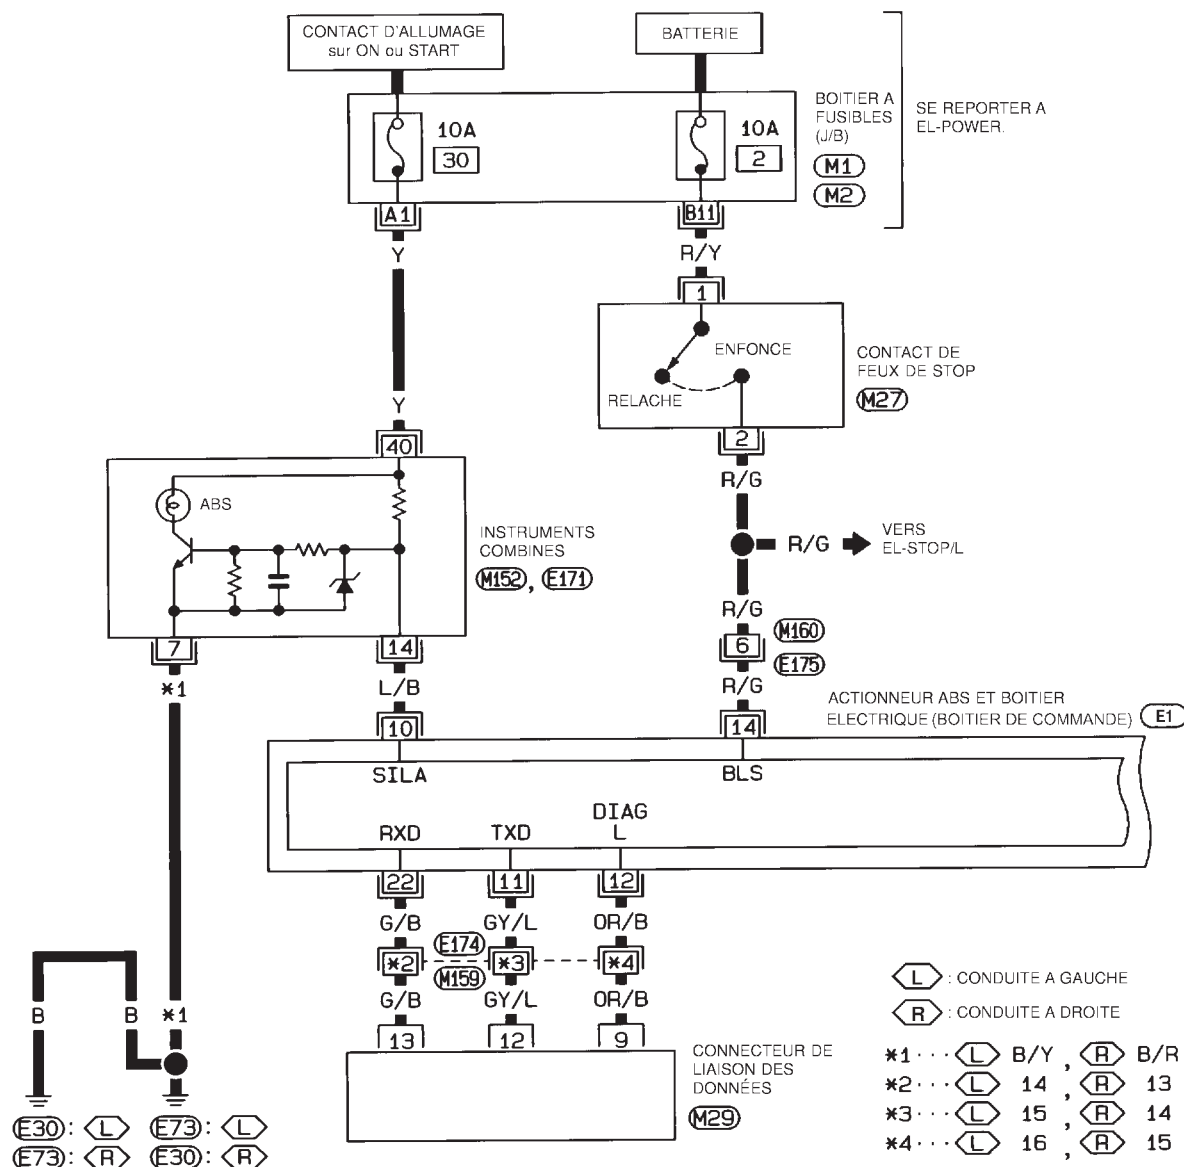 CONTACT D'ALLUMAGE
sur ON ou START
BATTERIE
10A
30
10A
2
BOITIER A
FUSIBLES
(J/B)
M1
M2
SE REPORTER A
EL-POWER.
A1
B11
Y
R/Y
1
ENFONCE
RELACHE
CONTACT DE
FEUX DE STOP
M27
Y
40
2
R/G
ABS
INSTRUMENTS
COMBINES
M152, E171
R/G
VERS
EL-STOP/L
R/G
6
M160
E175
7
14
*1
L/B
R/G
10
14
ACTIONNEUR ABS ET BOITIER
ELECTRIQUE (BOITIER DE COMMANDE) E1
SILA
BLS
RXD
TXD
DIAG
L
22
11
12
G/B
GY/L
OR/B
E174
*2
*3
*4
M159
G/B
GY/L
OR/B
13
12
9
CONNECTEUR DE
LIAISON DES
DONNÉES
M29
B
B
*1
E30: L
E73: L
E73: R
E30: R
L : CONDUITE A GAUCHE
R : CONDUITE A DROITE
*1 ··· L B/Y , R B/R
*2 ··· L 14 , R 13
*3 ··· L 15 , R 14
*4 ··· L 16 , R 15